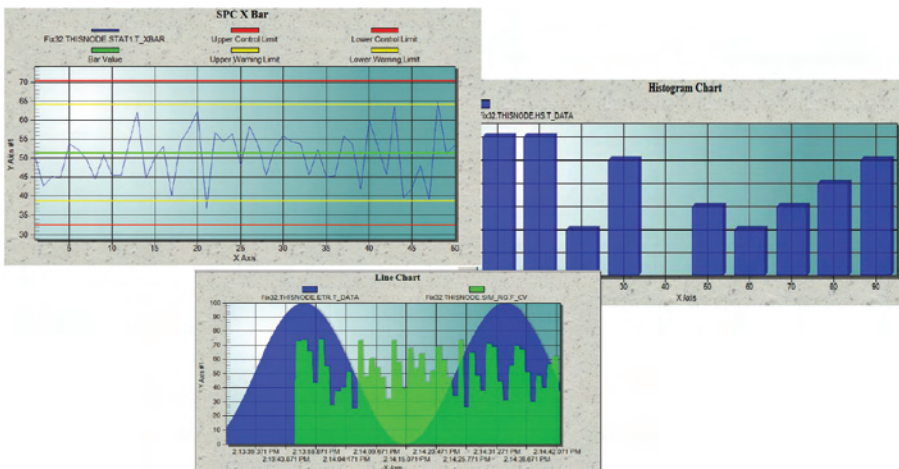 SPC X Bar
Fix32.THISNODE.STAT1.T_XBAR
Upper Control Limit
Lower Control Limit
Bar Value
Upper Warning Limit
Lower Warning Limit
70
65
60
55
50
45
40
35
30
Y Axis #1
5 10 15 20 25 30 35 40 45 50
X Axis
Histogram Chart
Fix32.THISNODE.HS.T_DATA
30 40 50 60 70 80 90
X Axis
Line Chart
Fix32.THISNODE.ETR.T_DATA
Fix32.THISNODE.SIM_RG.F_CV
100
90
80
70
60
50
40
30
20
10
0
Y Axis #1
X Axis